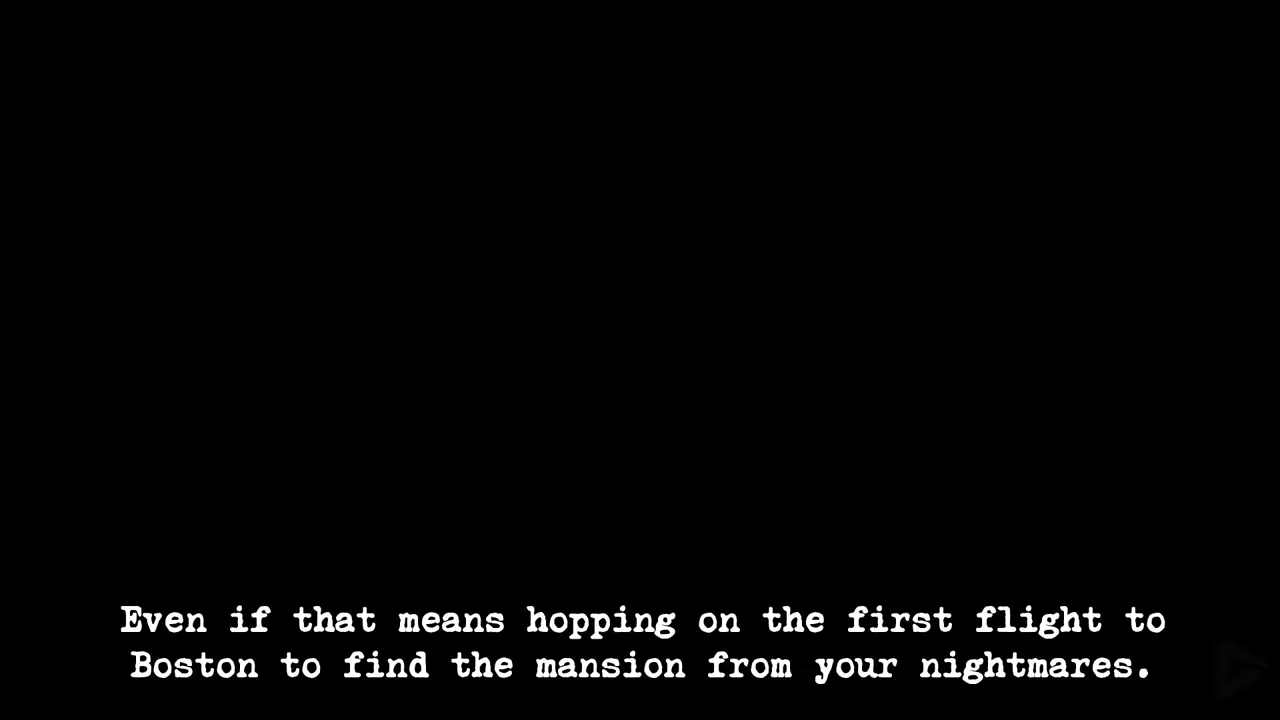 Even if that means hopping on the first flight to
Boston to find the mansion from your nightmares.